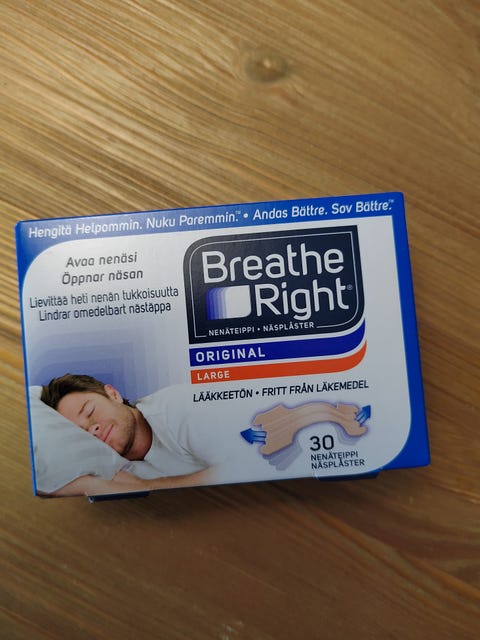 Hengitä Helpommin. Nuku Paremmin.™ • Andas Bättre. Sov Bättre.™
Avaa nenäsi
Öppnar näsan
Lievittää heti nenän tukkoisuutta
Lindrar omedelbart nästäppa
Breathe
Right®
NENÄTEIPPI • NÄSPLÅSTER
ORIGINAL
LARGE
LÄÄKKEETÖN • FRITT FRÅN LÄKEMEDEL
30
NENÄTEIPPI
NÄSPLÅSTER